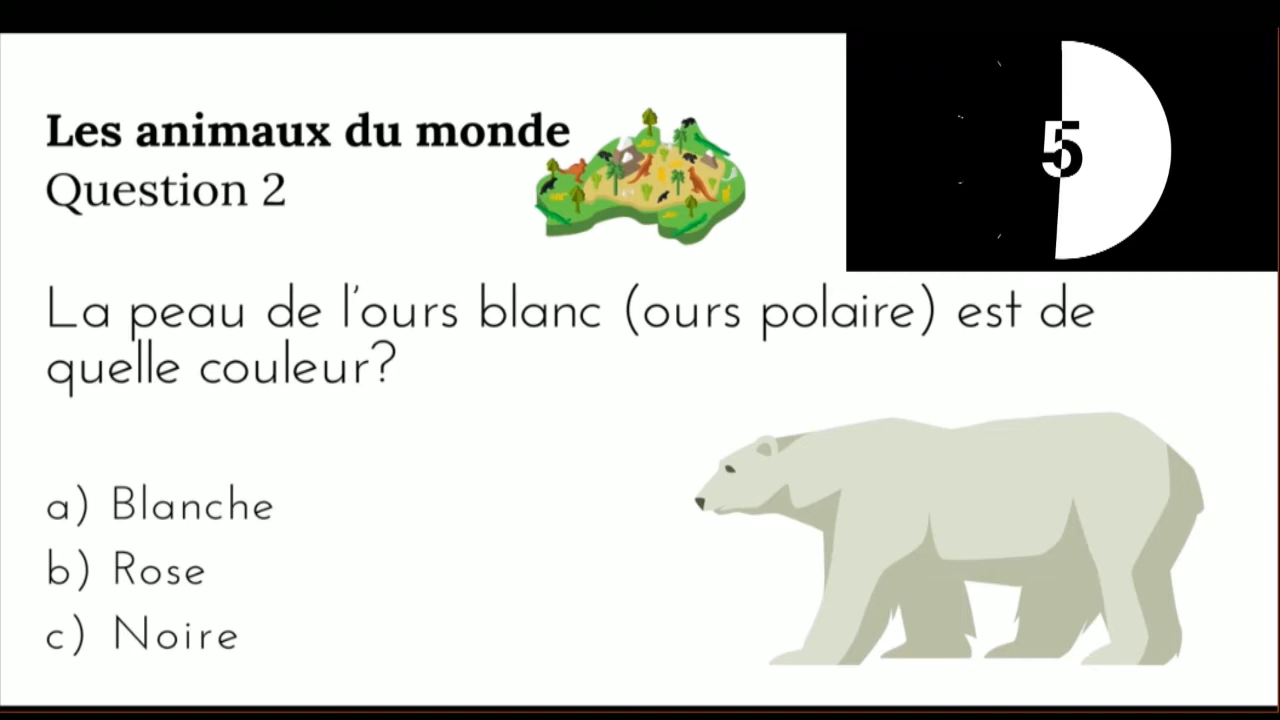 Les animaux du monde
Question 2
5
La peau de l'ours blanc (ours polaire) est de
quelle couleur?
a) Blanche
b) Rose
c) Noire